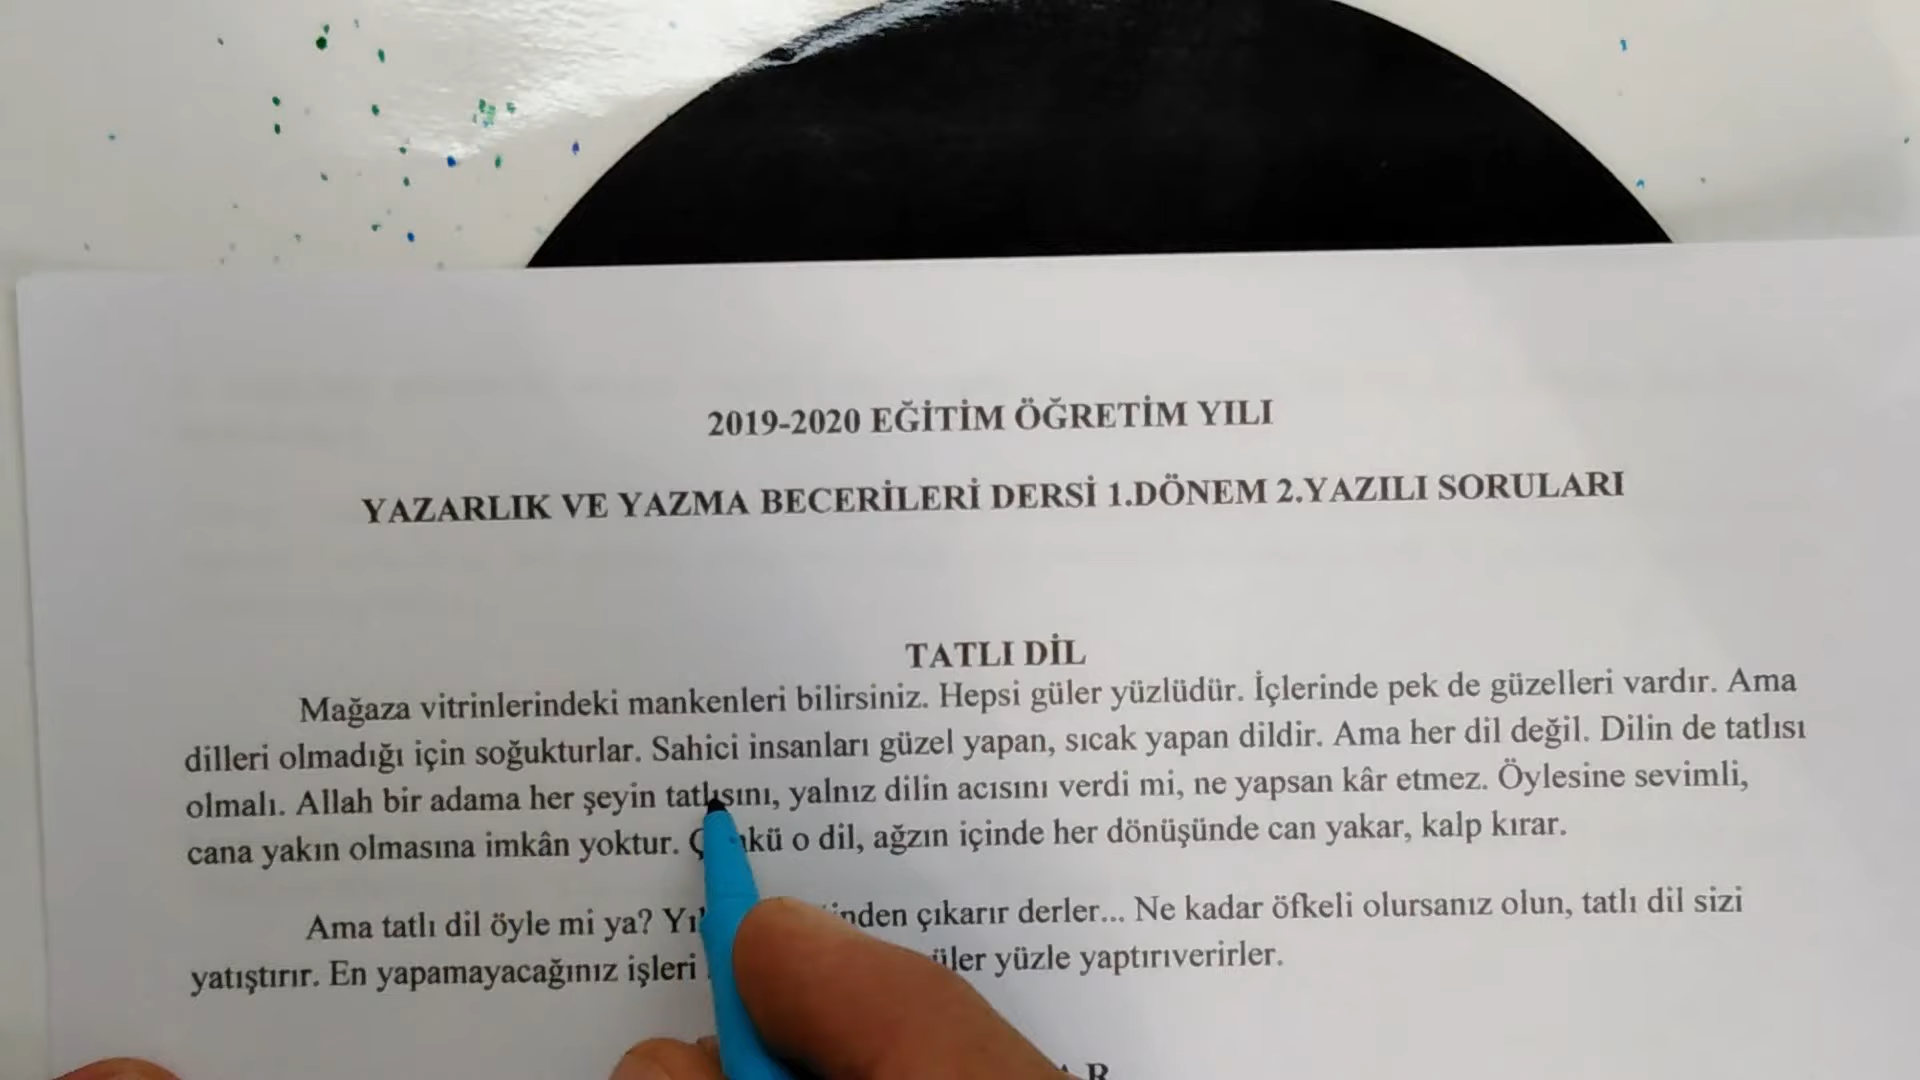 2019-2020 EĞİTİM ÖĞRETİM YILI
YAZARLIK VE YAZMA BECERİLERİ DERSİ 1.DÖNEM 2.YAZILI SORULARI
TATLI DİL
Mağaza vitrinlerindeki mankenleri bilirsiniz. Hepsi güler yüzlüdür. İçlerinde pek de güzelleri vardır. Ama
dilleri olmadığı için soğukturlar. Sahici insanları güzel yapan, sıcak yapan dildir. Ama her dil değil. Dilin de tatlısı
olmalı. Allah bir adama her şeyin tatlısını, yalnız dilin acısını verdi mi, ne yapsan kâr etmez. Öylesine sevimli,
cana yakın olmasına imkân yoktur. Çünkü o dil, ağzın içinde her dönüşünde can yakar, kalp kırar.
Ama tatlı dil öyle mi ya? çıkarır derler... Ne kadar öfkeli olursanız olun, tatlı dil sizi
yatıştırır. En yapamayacağınız işleri yüzle yaptırıverirler.